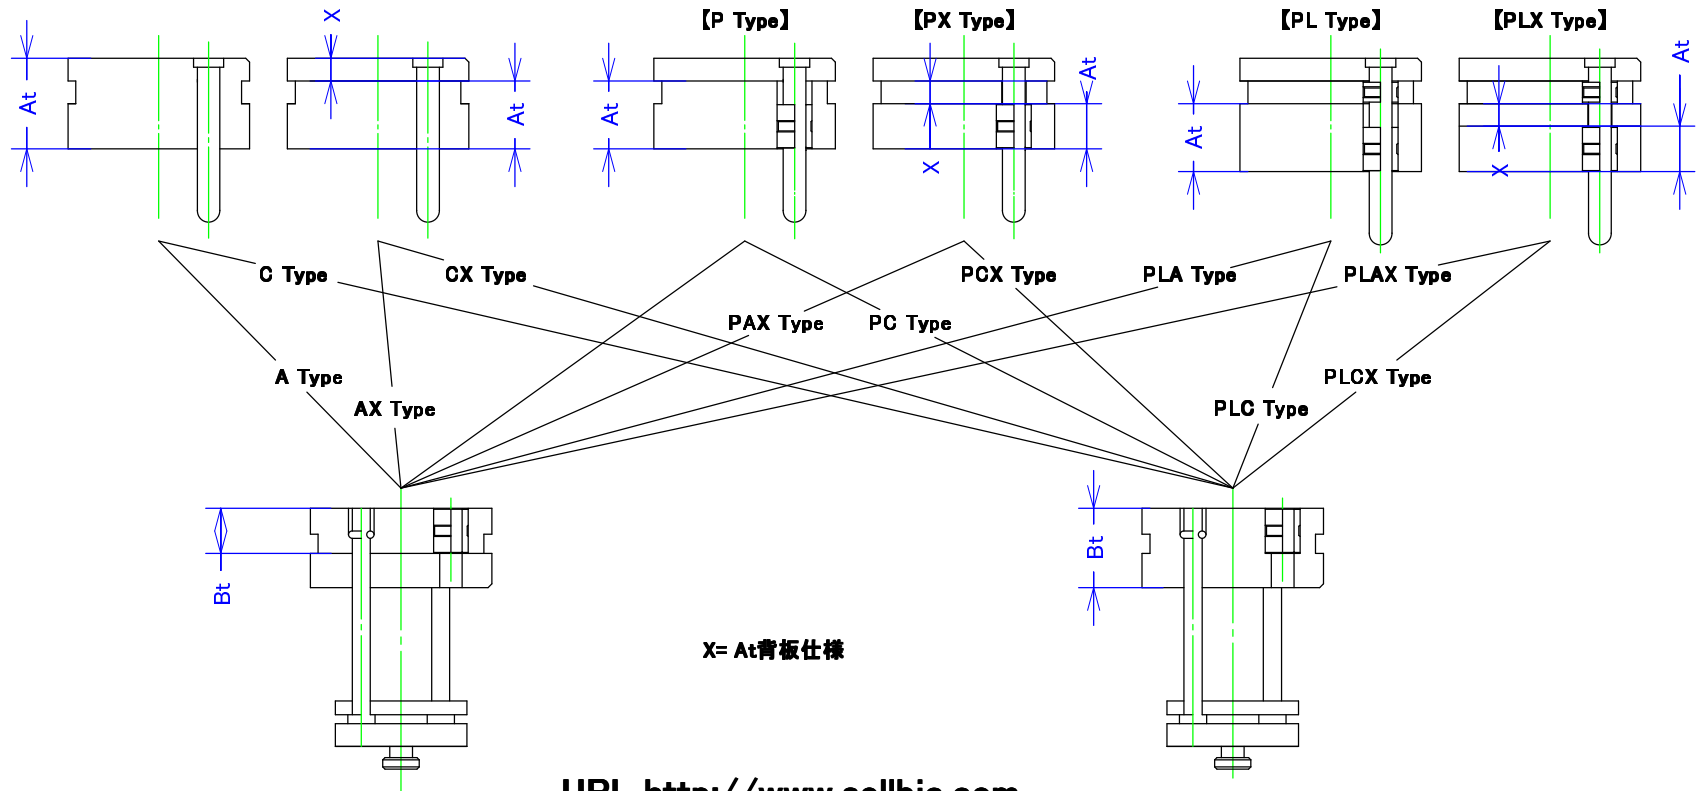 【P Type】 【PX Type】 【PL Type】 【PLX Type】
X
At
At
At
At
X
At
At
X
C Type CX Type PCX Type PLA Type PLAX Type
PAX Type PC Type
A Type PLCX Type
AX Type PLC Type
Bt
Bt
X= At背板仕様